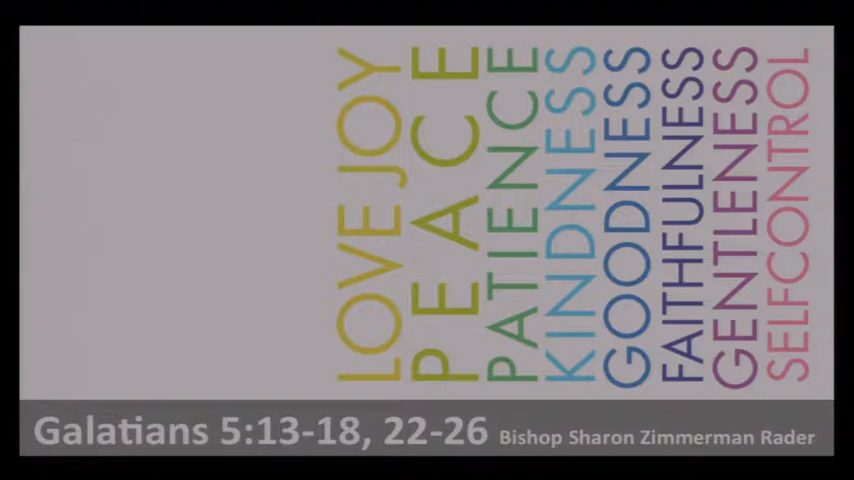 LOVE JOY
PEACE
PATIENCE
KINDNESS
GOODNESS
FAITHFULNESS
GENTLENESS
SELFCONTROL
Galatians 5:13-18, 22-26 Bishop Sharon Zimmerman Rader